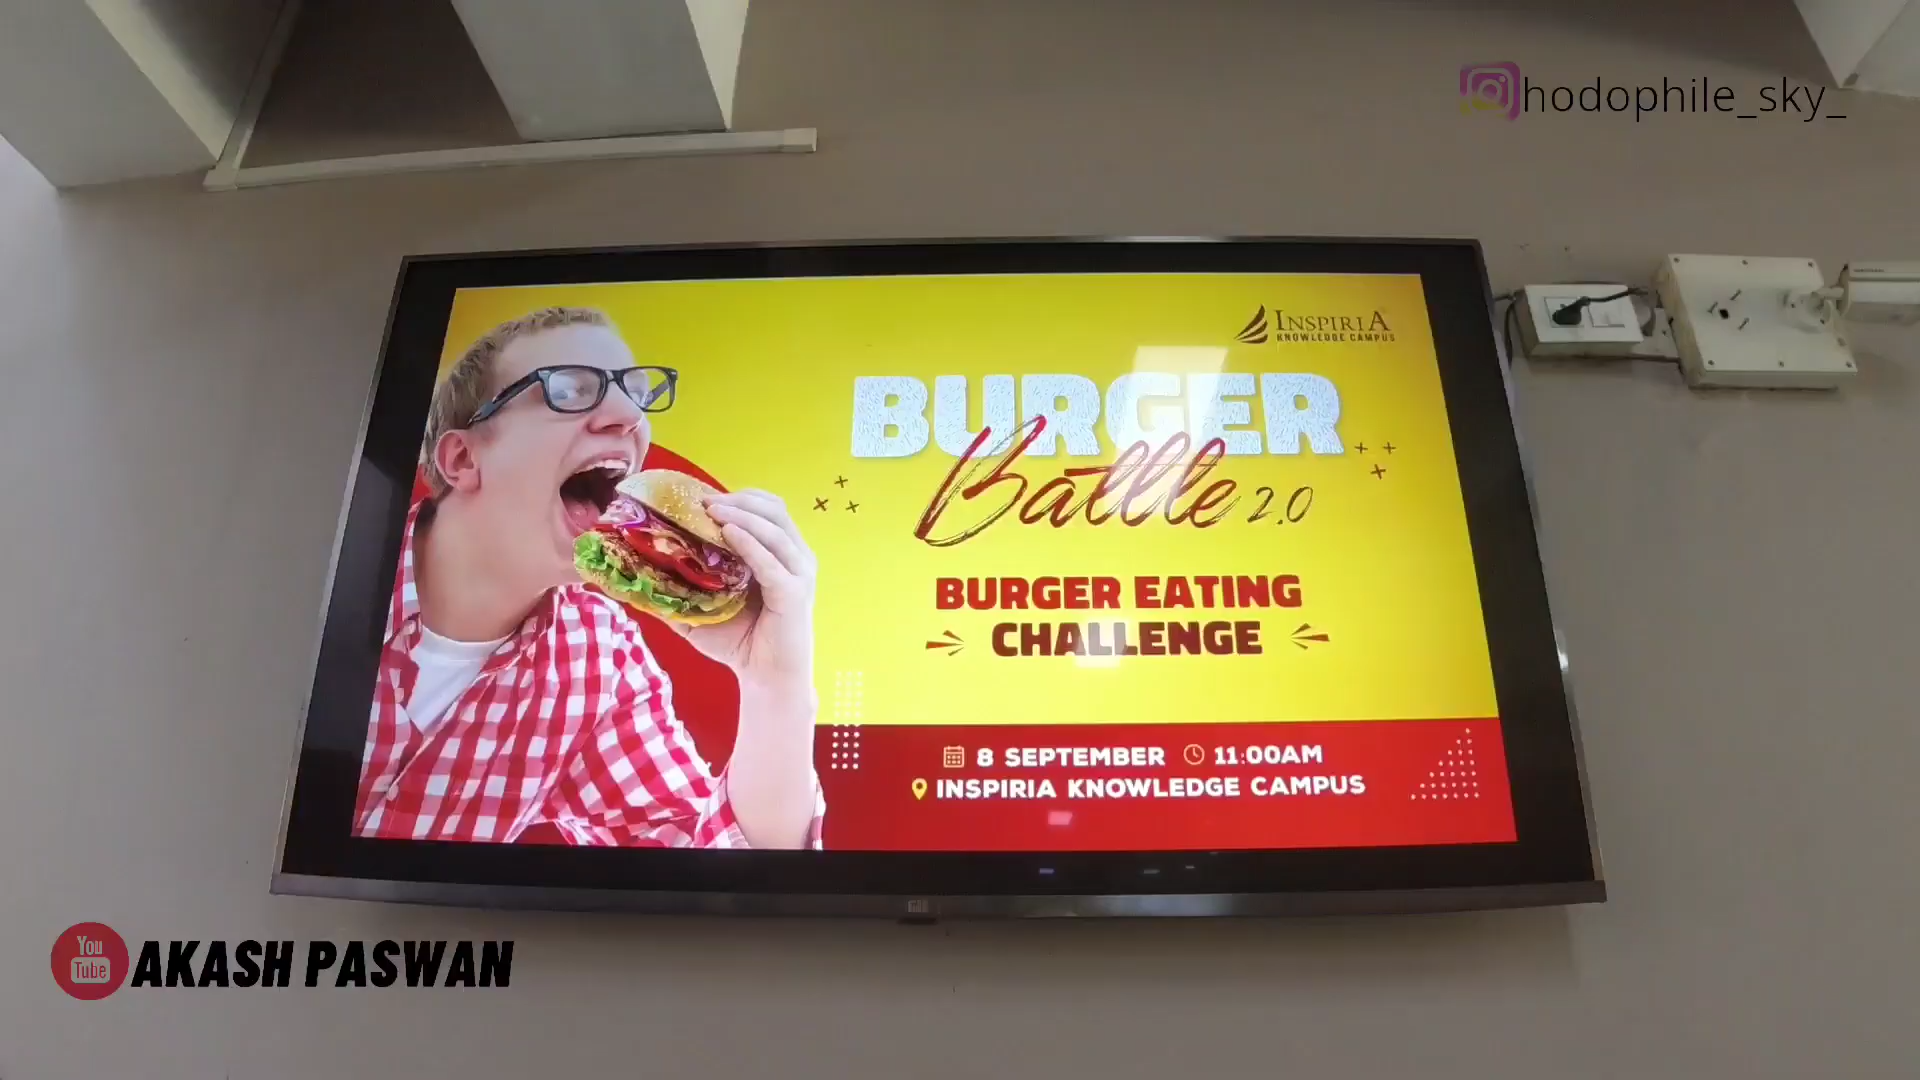 hodophile_sky_
INSPIRIA
KNOWLEDGE CAMPUS
BURGER
Battle 2.0
BURGER EATING
CHALLENGE
8 SEPTEMBER 11:00AM
INSPIRIA KNOWLEDGE CAMPUS
You
Tube
AKASH PASWAN